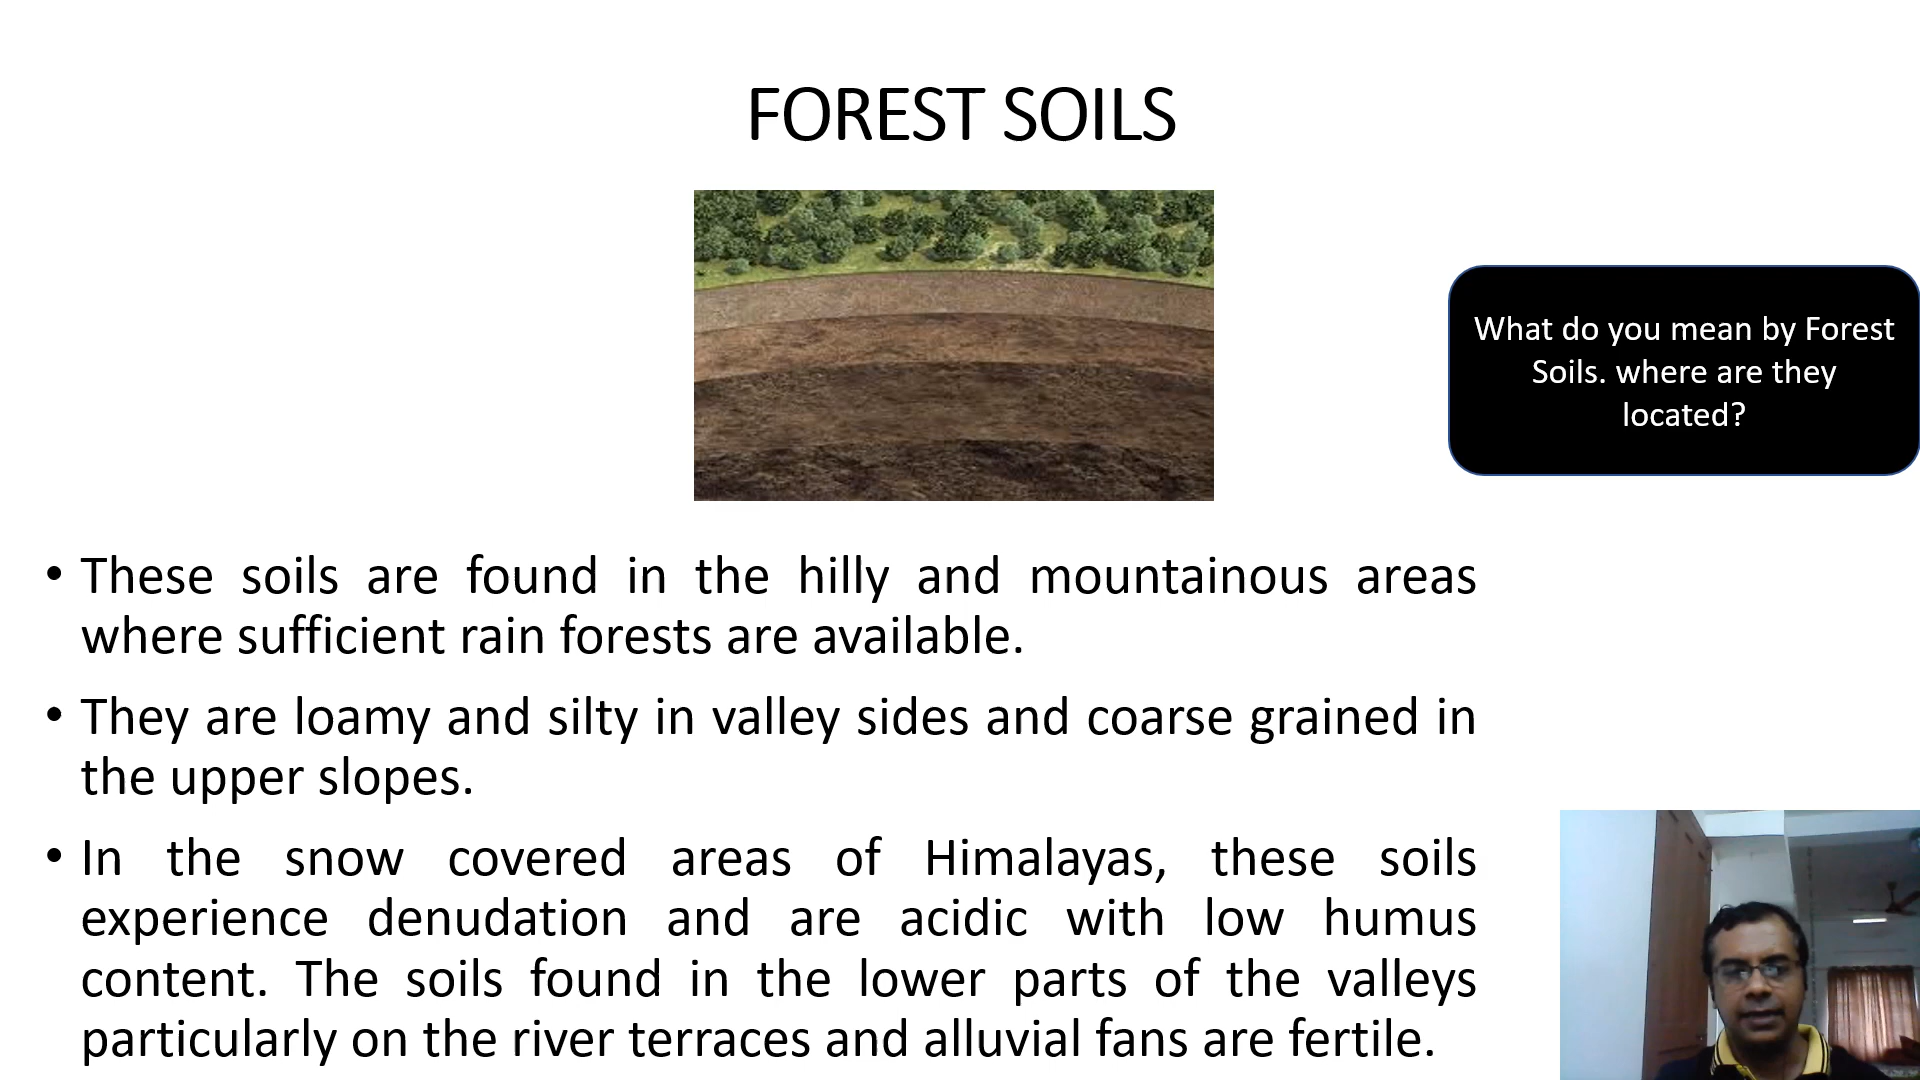 FOREST SOILS
What do you mean by Forest
Soils. where are they
located?
• These soils are found in the hilly and mountainous areas
where sufficient rain forests are available.
• They are loamy and silty in valley sides and coarse grained in
the upper slopes.
• In the snow covered areas of Himalayas, these soils
experience denudation and are acidic with low humus
content. The soils found in the lower parts of the valleys
particularly on the river terraces and alluvial fans are fertile.